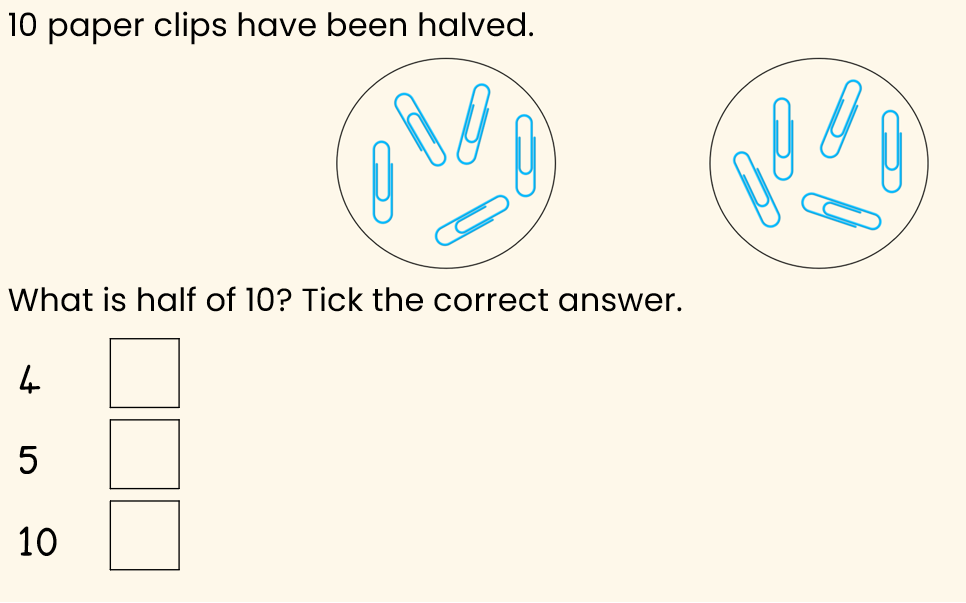 10 paper clips have been halved.
What is half of 10? Tick the correct answer.
4
5
10